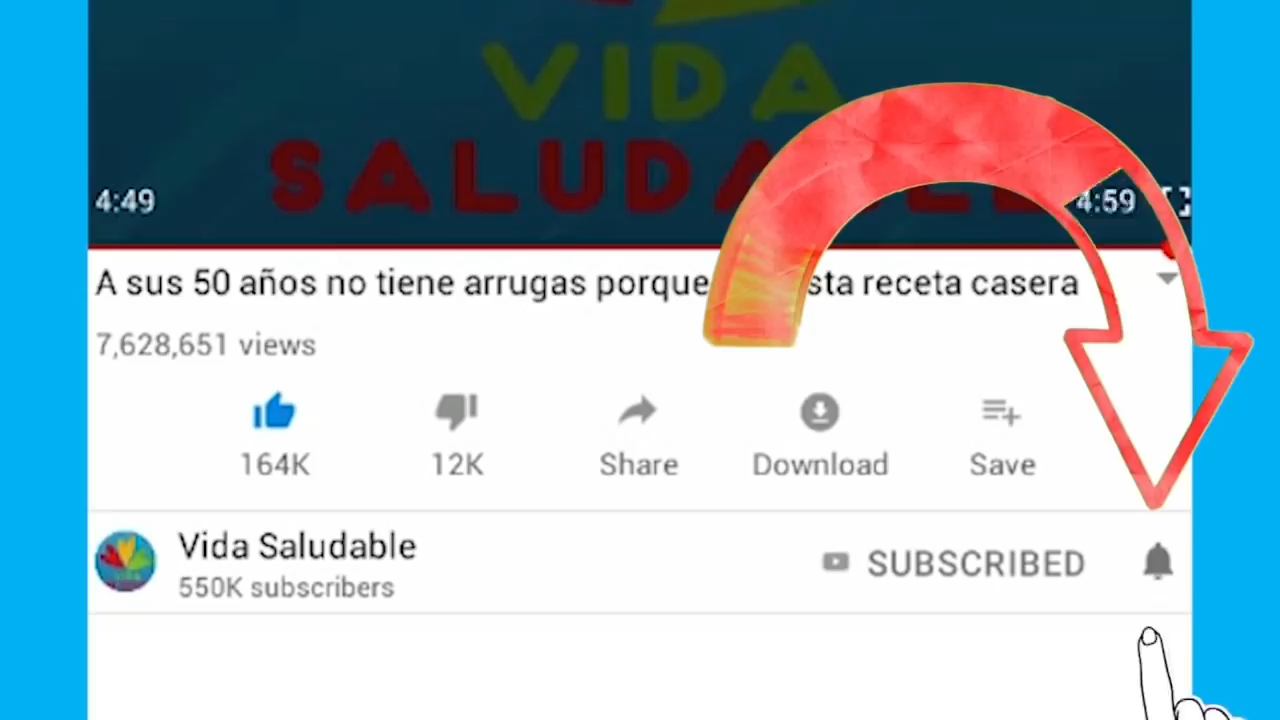 VIDA
SALUDABLE
4:49
4:59
A sus 50 años no tiene arrugas porque sta receta casera
7,628,651 views
164K
12K
Share
Download
Save
Vida Saludable
550K subscribers
SUBSCRIBED